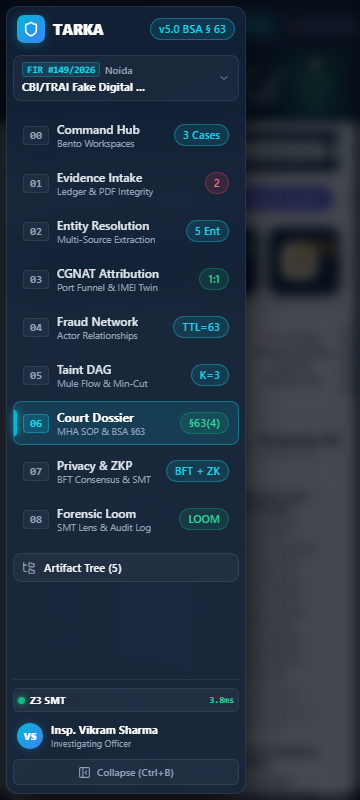 TARKA
v5.0 BSA § 63
FIR #149/2026 Noida
CBI/TRAI Fake Digital ...
00 Command Hub 3 Cases
Bento Workspaces
01 Evidence Intake 2
Ledger & PDF Integrity
02 Entity Resolution 5 Ent
Multi-Source Extraction
03 CGNAT Attribution 1:1
Port Funnel & IMEI Twin
04 Fraud Network TTL=63
Actor Relationships
05 Taint DAG K=3
Mule Flow & Min-Cut
06 Court Dossier §63(4)
MHA SOP & BSA §63
07 Privacy & ZKP BFT + ZK
BFT Consensus & SMT
08 Forensic Loom LOOM
SMT Lens & Audit Log
Artifact Tree (5)
Z3 SMT 3.8ms
VS Insp. Vikram Sharma
Investigating Officer
Collapse (Ctrl+B)